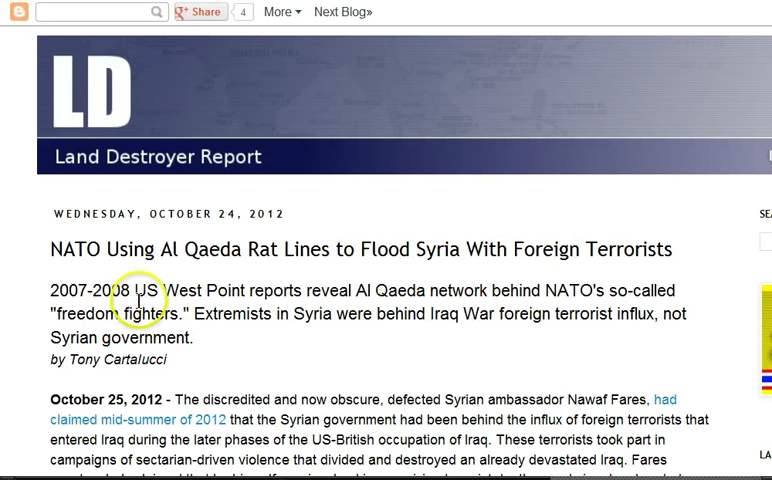 Share 4 More Next Blog»
LD
Land Destroyer Report
WEDNESDAY, OCTOBER 24, 2012
NATO Using Al Qaeda Rat Lines to Flood Syria With Foreign Terrorists
2007-2008 US West Point reports reveal Al Qaeda network behind NATO's so-called
"freedom fighters." Extremists in Syria were behind Iraq War foreign terrorist influx, not
Syrian government.
by Tony Cartalucci
October 25, 2012 - The discredited and now obscure, defected Syrian ambassador Nawaf Fares, had
claimed mid-summer of 2012 that the Syrian government had been behind the influx of foreign terrorists that
entered Iraq during the later phases of the US-British occupation of Iraq. These terrorists took part in
campaigns of sectarian-driven violence that divided and destroyed an already devastated Iraq. Fares